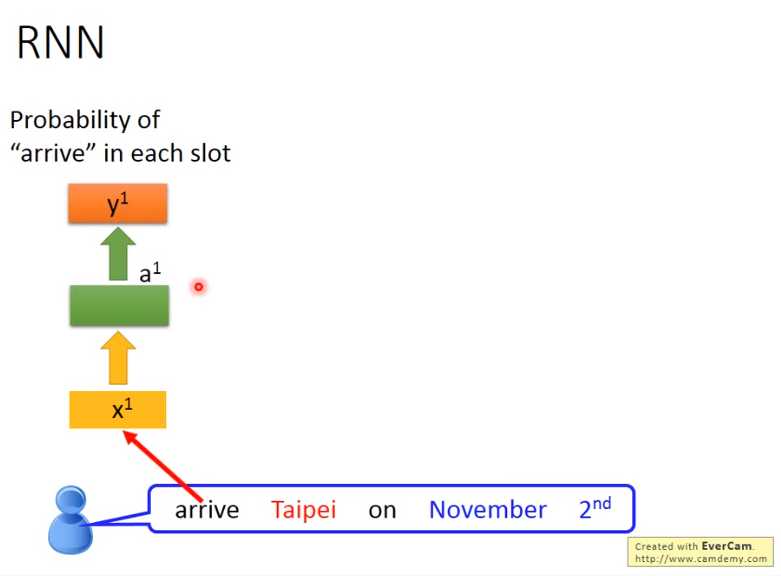 RNN
Probability of
“arrive” in each slot
y¹
a¹
x¹
arrive Taipei on November 2ⁿᵈ
Created with EverCam.
http://www.camdemy.com